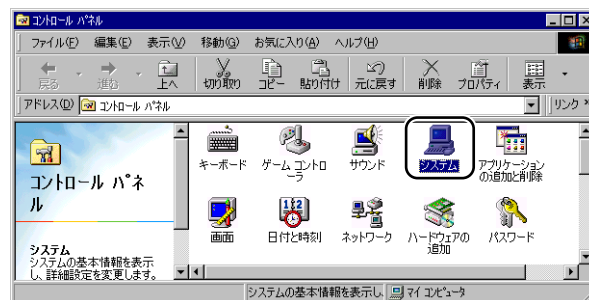 コントロール パネル
ファイル(F) 編集(E) 表示(V) 移動(G) お気に入り(A) ヘルプ(H)
戻る 進む 上へ 切り取り コピー 貼り付け 元に戻す 削除 プロパティ 表示
アドレス(D) コントロール パネル リンク
コントロール パネ
ル
システム
システムの基本情報を表示
し、詳細設定を変更します。
キーボード
ゲーム コントロ
ーラ
サウンド
システム
アプリケーション
の追加と削除
画面
日付と時刻
ネットワーク
ハードウェアの
追加
パスワード
システムの基本情報を表示し、 マイ コンピュータ